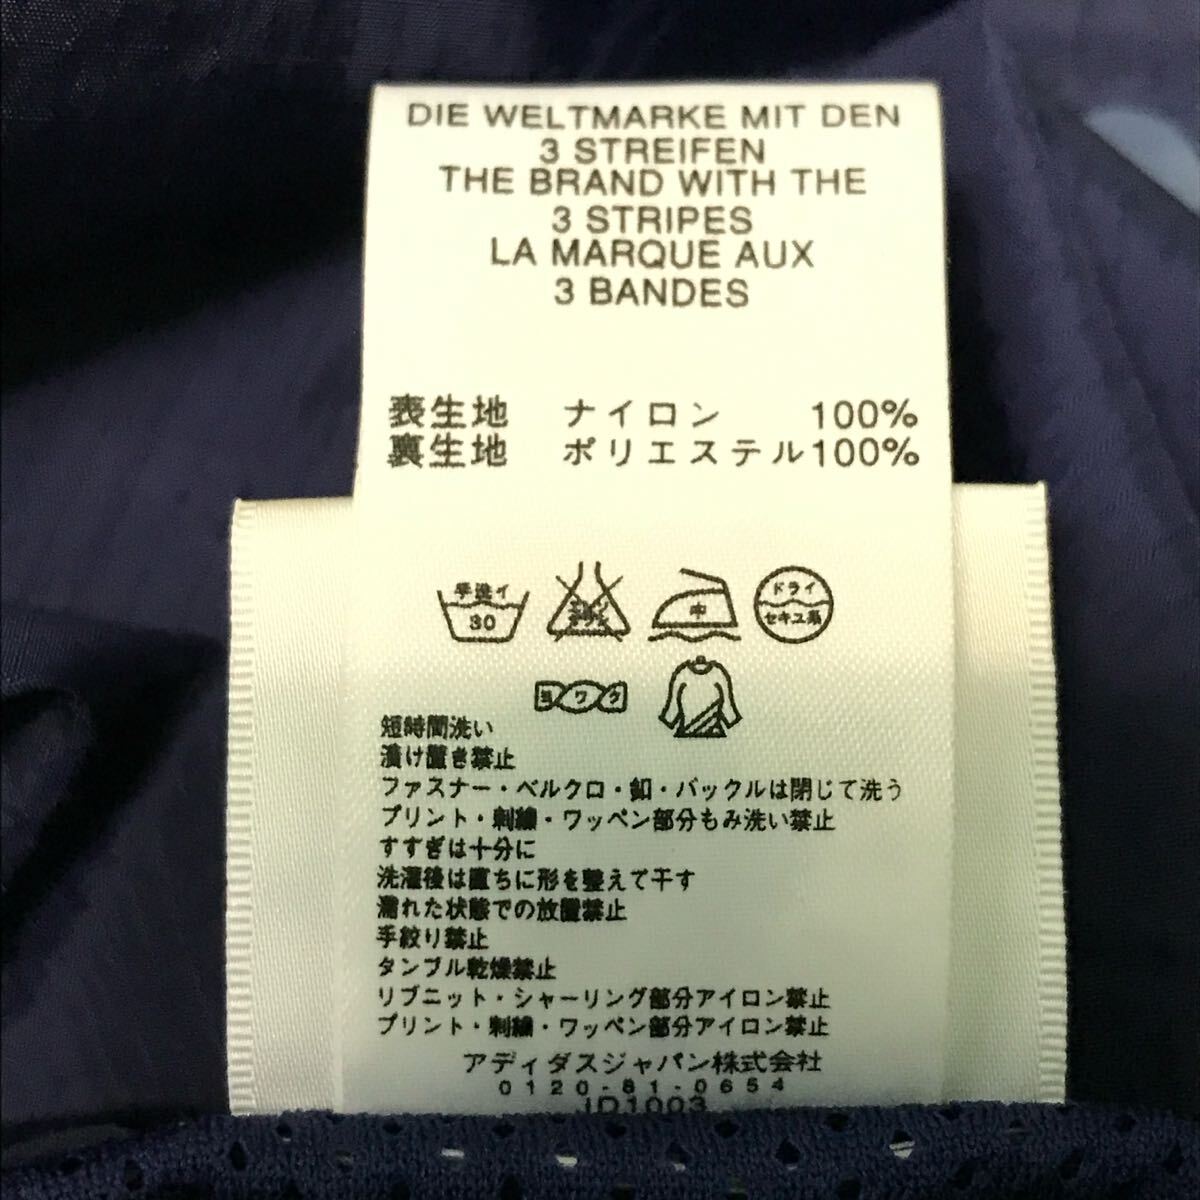 DIE WELTMARKE MIT DEN
3 STREIFEN
THE BRAND WITH THE
3 STRIPES
LA MARQUE AUX
3 BANDES
表生地 ナイロン 100%
裏生地 ポリエステル100%
手洗イ 30
中
ドライ
セキユ系
ヨワク
短時間洗い
漬け置き禁止
ファスナー・ベルクロ・釦・バックルは閉じて洗う
プリント・刺繍・ワッペン部分もみ洗い禁止
すすぎは十分に
洗濯後は直ちに形を整えて干す
濡れた状態での放置禁止
手絞り禁止
タンブル乾燥禁止
リブニット・シャーリング部分アイロン禁止
プリント・刺繍・ワッペン部分アイロン禁止
アディダスジャパン株式会社
0120-81-0654
JD1003